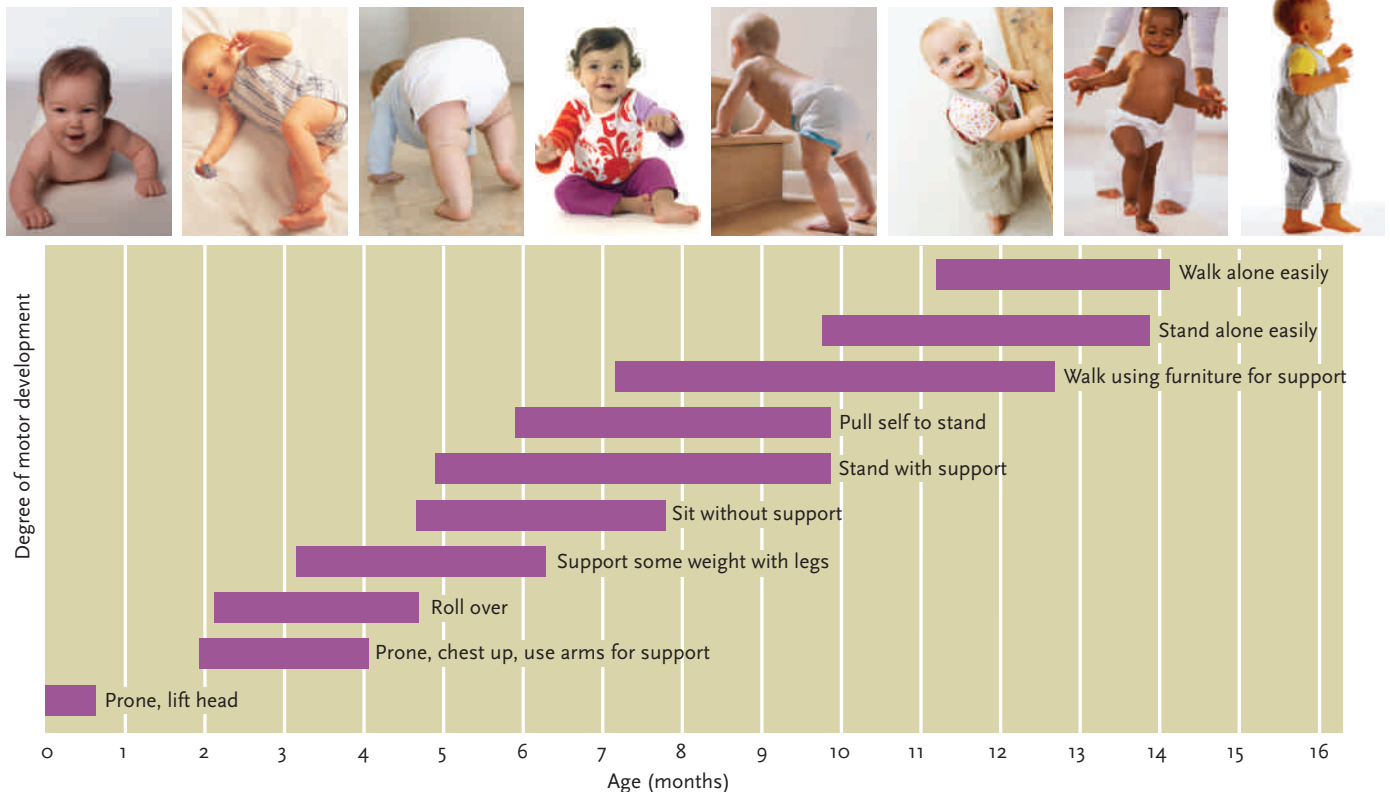 Walk alone easily
Stand alone easily
Walk using furniture for support
Pull self to stand
Stand with support
Sit without support
Support some weight with legs
Roll over
Prone, chest up, use arms for support
Prone, lift head
Degree of motor development
0 1 2 3 4 5 6 7 8 9 10 11 12 13 14 15 16
Age (months)